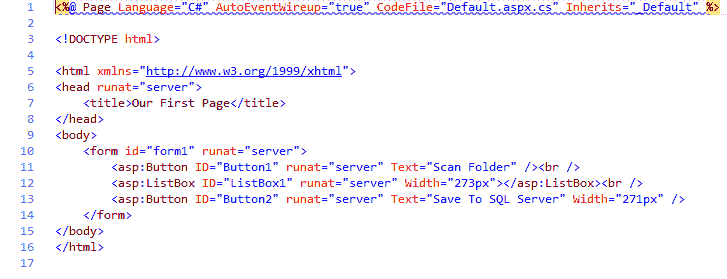 1 <%@ Page Language="C#" AutoEventWireup="true" CodeFile="Default.aspx.cs" Inherits="_Default" %>
2
3 <!DOCTYPE html>
4
5 <html xmlns="http://www.w3.org/1999/xhtml">
6 <head runat="server">
7     <title>Our First Page</title>
8 </head>
9 <body>
10     <form id="form1" runat="server">
11         <asp:Button ID="Button1" runat="server" Text="Scan Folder" /><br />
12         <asp:ListBox ID="ListBox1" runat="server" Width="273px"></asp:ListBox><br />
13         <asp:Button ID="Button2" runat="server" Text="Save To SQL Server" Width="271px" />
14     </form>
15 </body>
16 </html>
17